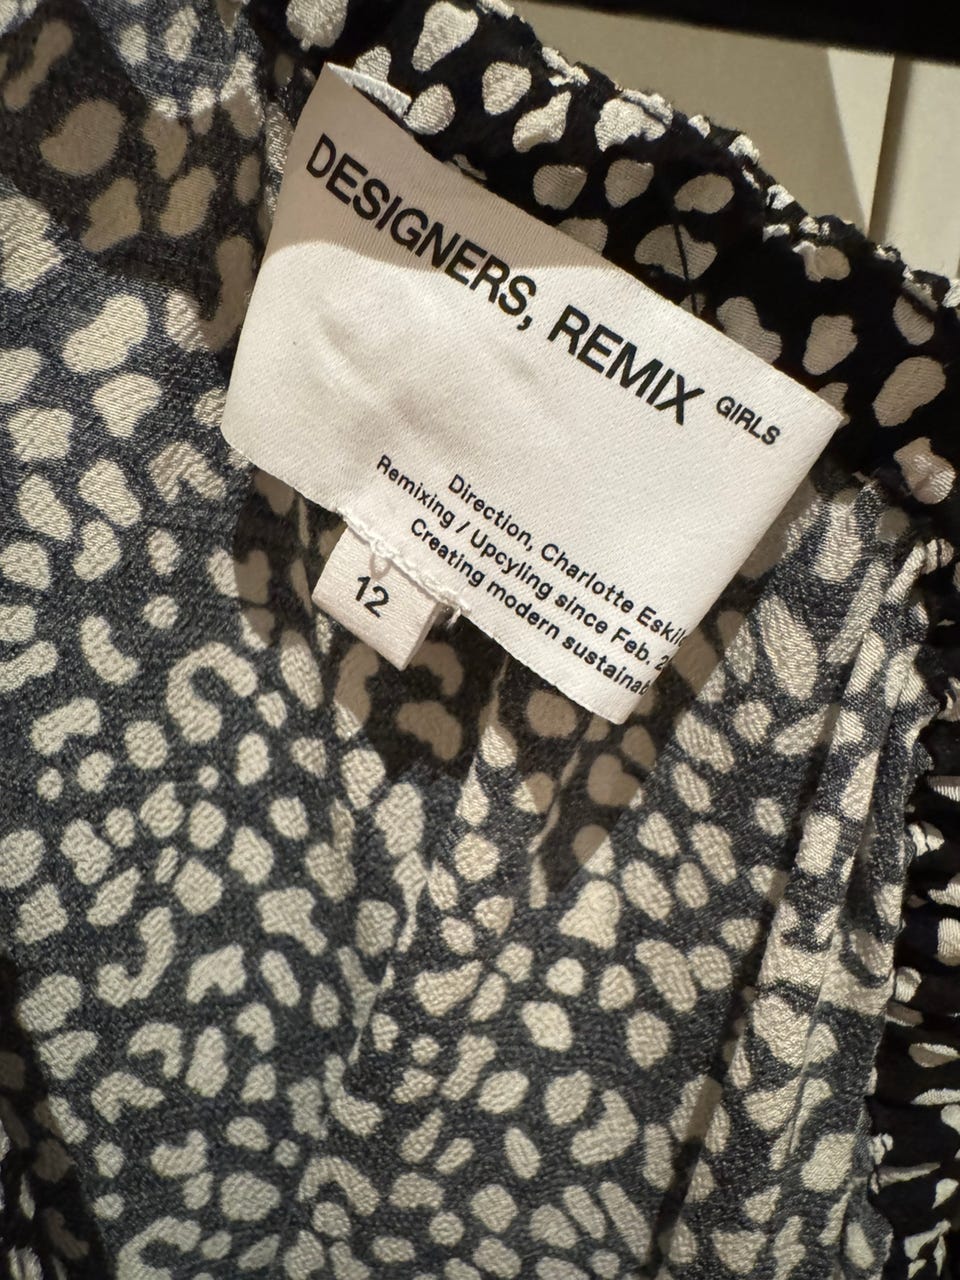 DESIGNERS, REMIX GIRLS
Direction, Charlotte
Remixing / Upcyling since Feb.
Creating modern
12